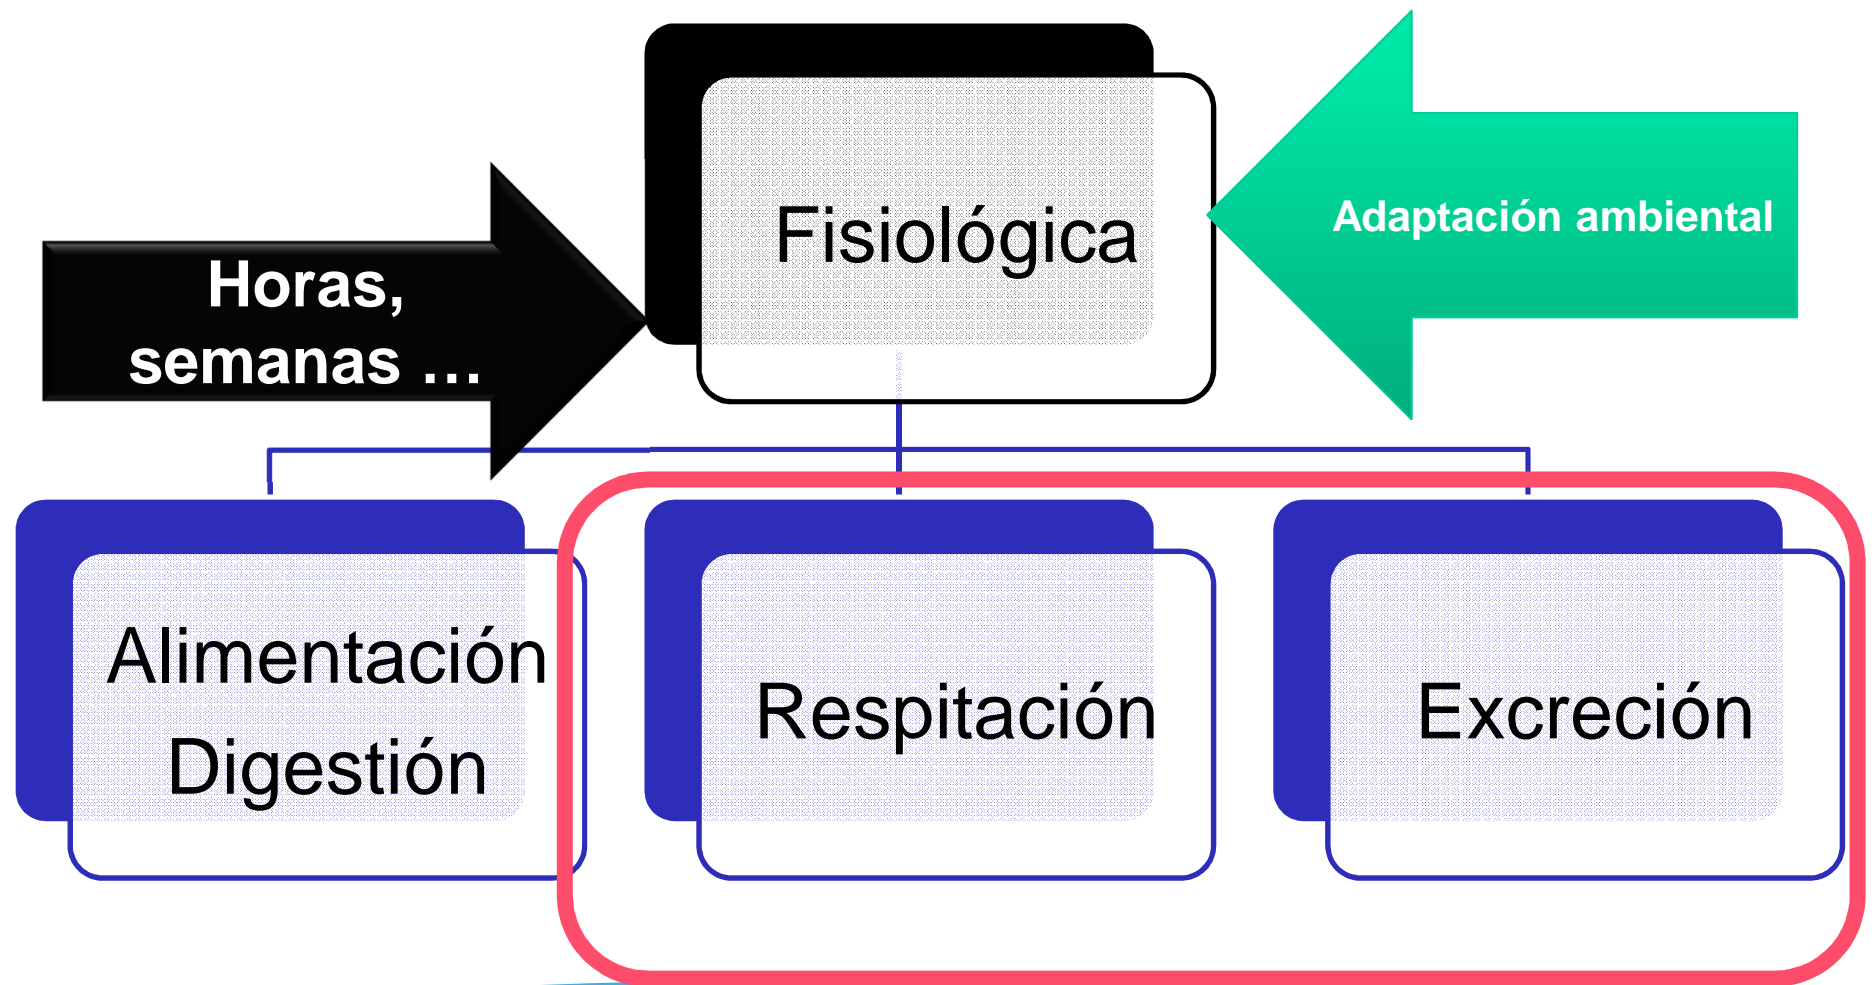 Fisiológica
Adaptación ambiental
Horas,
semanas ...
Alimentación
Digestión
Respitación
Excreción